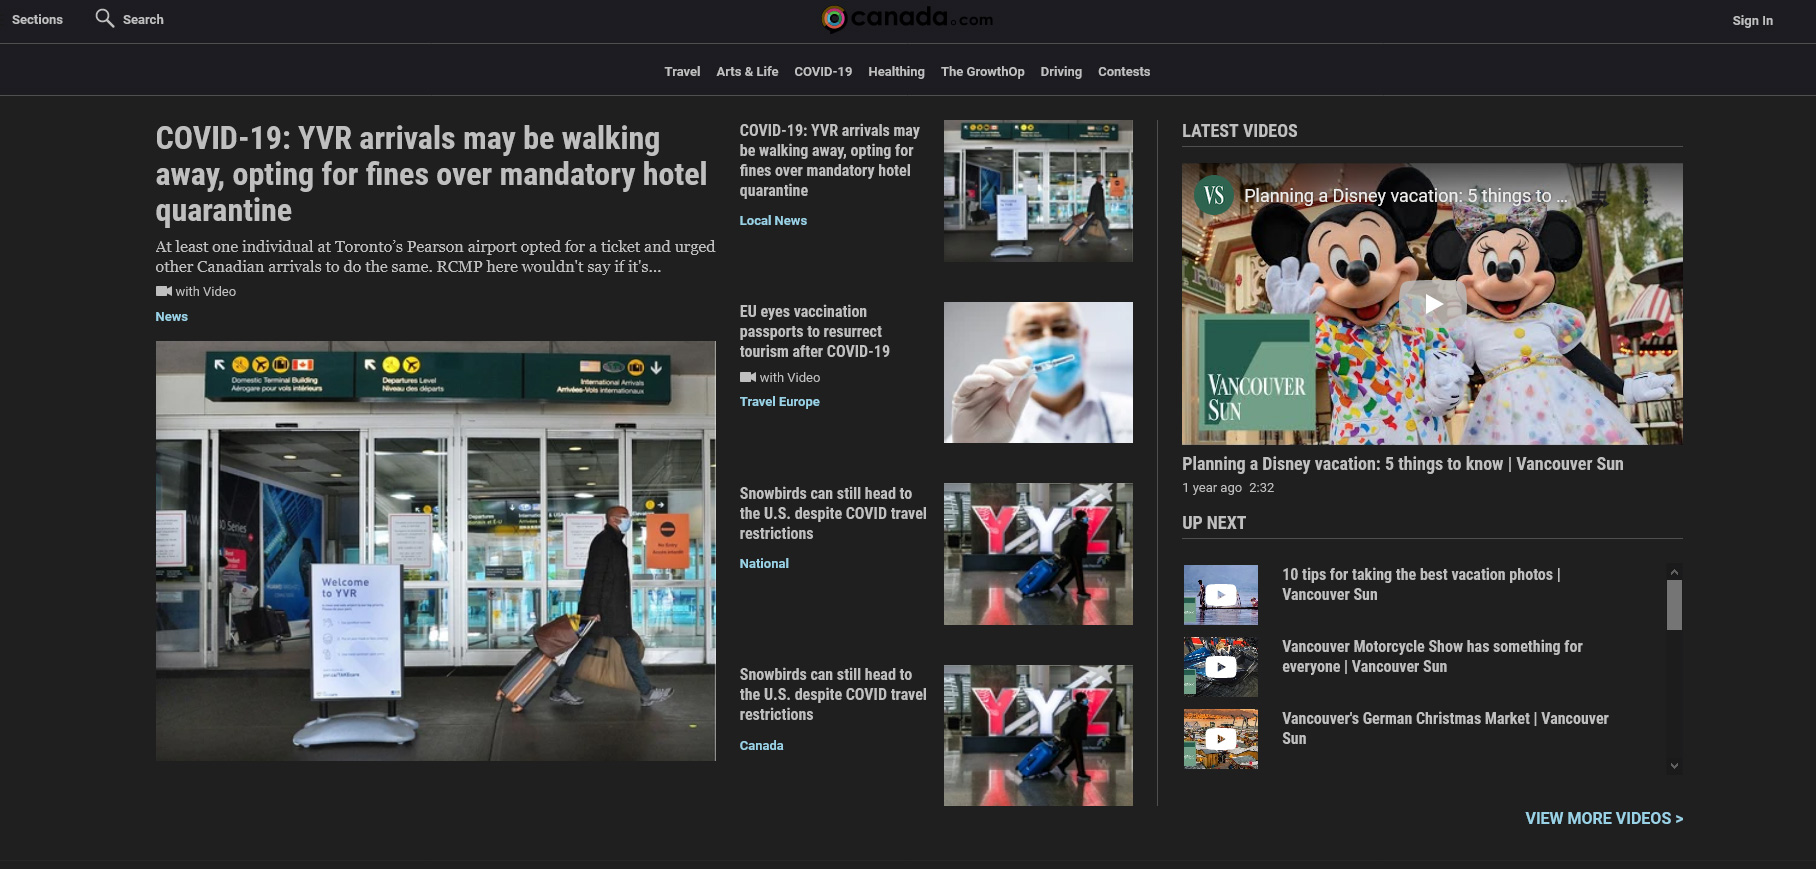 Sections
Search
canada.com
Sign In
Travel
Arts & Life
COVID-19
Healthing
The GrowthOp
Driving
Contests
COVID-19: YVR arrivals may be walking
away, opting for fines over mandatory hotel
quarantine
At least one individual at Toronto’s Pearson airport opted for a ticket and urged
other Canadian arrivals to do the same. RCMP here wouldn't say if it's...
with Video
News
Domestic Terminal Building
Aérogare pour vols intérieurs
Departures Level
Niveau des départs
International Arrivals
Arrivées-Vols internationaux
Welcome
to YVR
No Entry
COVID-19: YVR arrivals may
be walking away, opting for
fines over mandatory hotel
quarantine
Local News
EU eyes vaccination
passports to resurrect
tourism after COVID-19
with Video
Travel Europe
Snowbirds can still head to
the U.S. despite COVID travel
restrictions
National
YYZ
Snowbirds can still head to
the U.S. despite COVID travel
restrictions
Canada
YYZ
LATEST VIDEOS
VS
Planning a Disney vacation: 5 things to ...
VANCOUVER
SUN
Planning a Disney vacation: 5 things to know | Vancouver Sun
1 year ago 2:32
UP NEXT
10 tips for taking the best vacation photos |
Vancouver Sun
Vancouver Motorcycle Show has something for
everyone | Vancouver Sun
Vancouver's German Christmas Market | Vancouver
Sun
VIEW MORE VIDEOS >